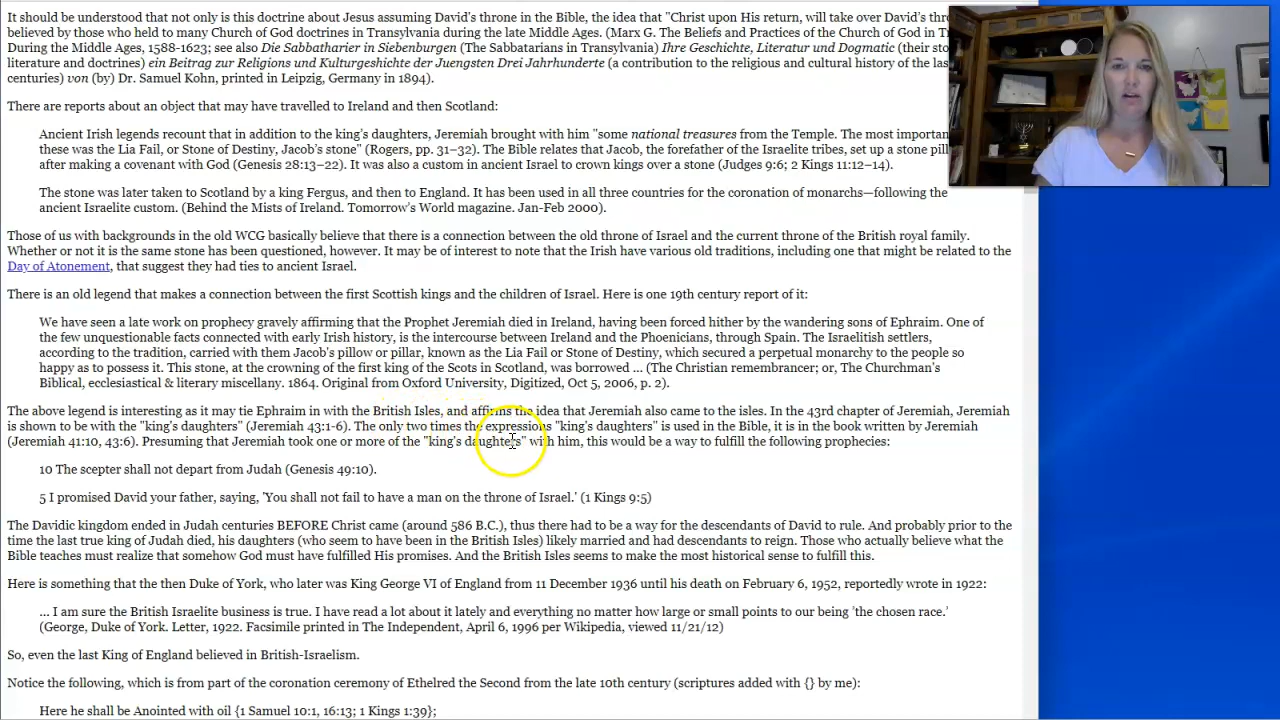 It should be understood that not only is this doctrine about Jesus assuming David's throne in the Bible, the idea that "Christ upon His return, will take over David's
believed by those who held to many Church of God doctrines in Transylvania during the late Middle Ages. (Marx G. The Beliefs and Practices of the Church of God in
During the Middle Ages, 1588-1623; see also Die Sabbatharier in Siebenburgen (The Sabbatarians in Transylvania) Ihre Geschichte, Literatur und Dogmatic (their
literature and doctrines) ein Beitrag zur Religions und Kulturgeshichte der Juengsten Drei Jahrhunderte (a contribution to the religious and cultural history of the
centuries) von (by) Dr. Samuel Kohn, printed in Leipzig, Germany in 1894).
There are reports about an object that may have travelled to Ireland and then Scotland:
Ancient Irish legends recount that in addition to the king's daughters, Jeremiah brought with him "some national treasures from the Temple. The most
these was the Lia Fail, or Stone of Destiny, Jacob's stone" (Rogers, pp. 31–32). The Bible relates that Jacob, the forefather of the Israelite tribes, set up a stone
after making a covenant with God (Genesis 28:13–22). It was also a custom in ancient Israel to crown kings over a stone (Judges 9:6; 2 Kings 11:12–14).
The stone was later taken to Scotland by a king Fergus, and then to England. It has been used in all three countries for the coronation of monarchs—following the
ancient Israelite custom. (Behind the Mists of Ireland. Tomorrow's World magazine. Jan-Feb 2000).
Those of us with backgrounds in the old WCG basically believe that there is a connection between the old throne of Israel and the current throne of the British royal family.
Whether or not it is the same stone has been questioned, however. It may be of interest to note that the Irish have various old traditions, including one that might be related to the
Day of Atonement, that suggest they had ties to ancient Israel.
There is an old legend that makes a connection between the first Scottish kings and the children of Israel. Here is one 19th century report of it:
We have seen a late work on prophecy gravely affirming that the Prophet Jeremiah died in Ireland, having been forced hither by the wandering sons of Ephraim. One of
the few unquestionable facts connected with early Irish history, is the intercourse between Ireland and the Phoenicians, through Spain. The Israelitish settlers,
according to the tradition, carried with them Jacob's pillow or pillar, known as the Lia Fail or Stone of Destiny, which secured a perpetual monarchy to the people so
happy as to possess it. This stone, at the crowning of the first king of the Scots in Scotland, was borrowed ... (The Christian remembrancer; or, The Churchman's
Biblical, ecclesiastical & literary miscellany. 1864. Original from Oxford University, Digitized, Oct 5, 2006, p. 2).
The above legend is interesting as it may tie Ephraim in with the British Isles, and affirms the idea that Jeremiah also came to the isles. In the 43rd chapter of Jeremiah, Jeremiah
is shown to be with the "king's daughters" (Jeremiah 43:1-6). The only two times the expressions "king's daughters" is used in the Bible, it is in the book written by Jeremiah
(Jeremiah 41:10, 43:6). Presuming that Jeremiah took one or more of the "king's daughters" with him, this would be a way to fulfill the following prophecies:
10 The scepter shall not depart from Judah (Genesis 49:10).
5 I promised David your father, saying, 'You shall not fail to have a man on the throne of Israel.' (1 Kings 9:5)
The Davidic kingdom ended in Judah centuries BEFORE Christ came (around 586 B.C.), thus there had to be a way for the descendants of David to rule. And probably prior to the
time the last true king of Judah died, his daughters (who seem to have been in the British Isles) likely married and had descendants to reign. Those who actually believe what the
Bible teaches must realize that somehow God must have fulfilled His promises. And the British Isles seems to make the most historical sense to fulfill this.
Here is something that the then Duke of York, who later was King George VI of England from 11 December 1936 until his death on February 6, 1952, reportedly wrote in 1922:
... I am sure the British Israelite business is true. I have read a lot about it lately and everything no matter how large or small points to our being 'the chosen race.'
(George, Duke of York. Letter, 1922. Facsimile printed in The Independent, April 6, 1996 per Wikipedia, viewed 11/21/12)
So, even the last King of England believed in British-Israelism.
Notice the following, which is from part of the coronation ceremony of Ethelred the Second from the late 10th century (scriptures added with {} by me):
Here he shall be Anointed with oil {1 Samuel 10:1, 16:13; 1 Kings 1:39};